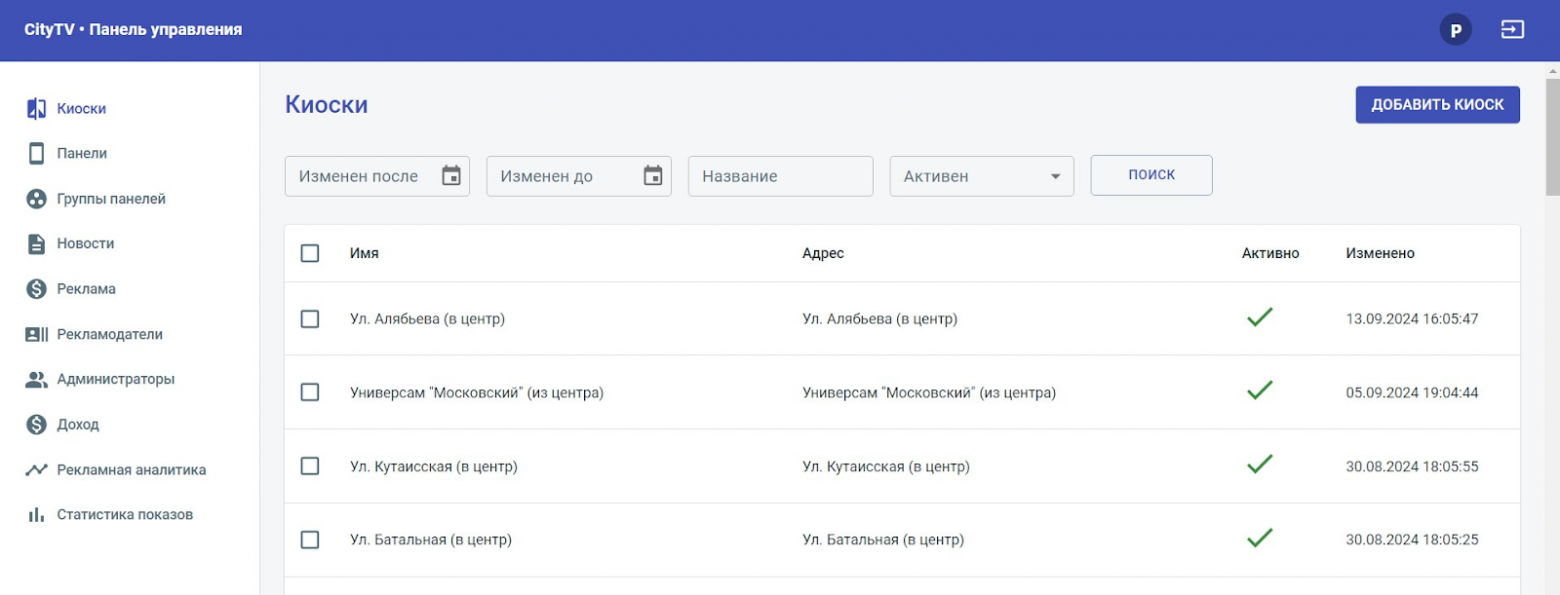 CityTV • Панель управления
P
Киоски
Панели
Группы панелей
Новости
Реклама
Рекламодатели
Администраторы
Доход
Рекламная аналитика
Статистика показов
Киоски
ДОБАВИТЬ КИОСК
Изменен после Изменен до Название Активен ПОИСК
Имя Адрес Активно Изменено
Ул. Алябьева (в центр) Ул. Алябьева (в центр) 13.09.2024 16:05:47
Универсам "Московский" (из центра) Универсам "Московский" (из центра) 05.09.2024 19:04:44
Ул. Кутаисская (в центр) Ул. Кутаисская (в центр) 30.08.2024 18:05:55
Ул. Батальная (в центр) Ул. Батальная (в центр) 30.08.2024 18:05:25